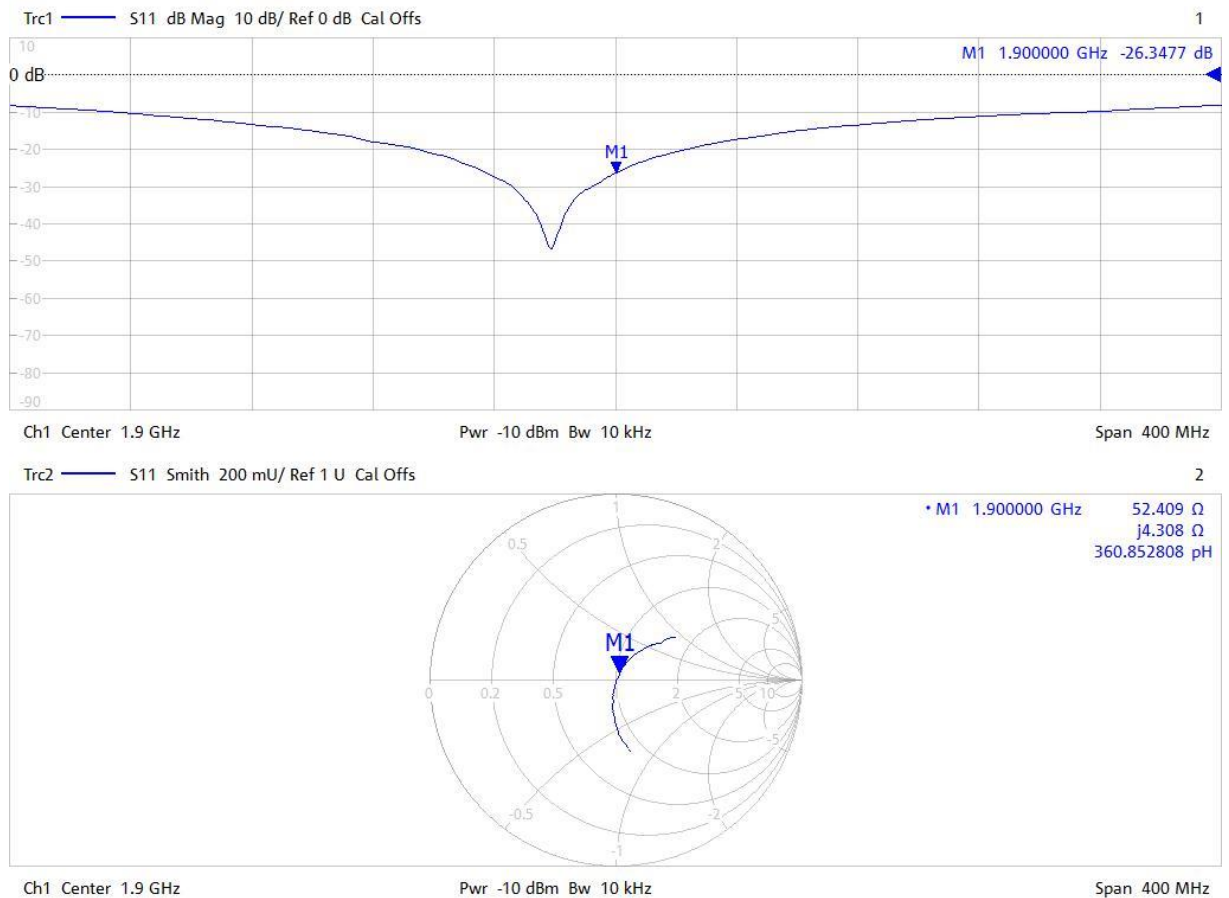 Trc1 S11 dB Mag 10 dB/ Ref 0 dB Cal Offs 1
10
M1 1.900000 GHz -26.3477 dB
0 dB
-10
M1
-20
-30
-40
-50
-60
-70
-80
-90
Ch1 Center 1.9 GHz Pwr -10 dBm Bw 10 kHz Span 400 MHz
Trc2 S11 Smith 200 mU/ Ref 1 U Cal Offs 2
• M1 1.900000 GHz 52.409 Ω
j4.308 Ω
360.852808 pH
1
0.5 2
5
M1
0 0.2 0.5 1 2 5 10
-5
-0.5 -2
-1
Ch1 Center 1.9 GHz Pwr -10 dBm Bw 10 kHz Span 400 MHz